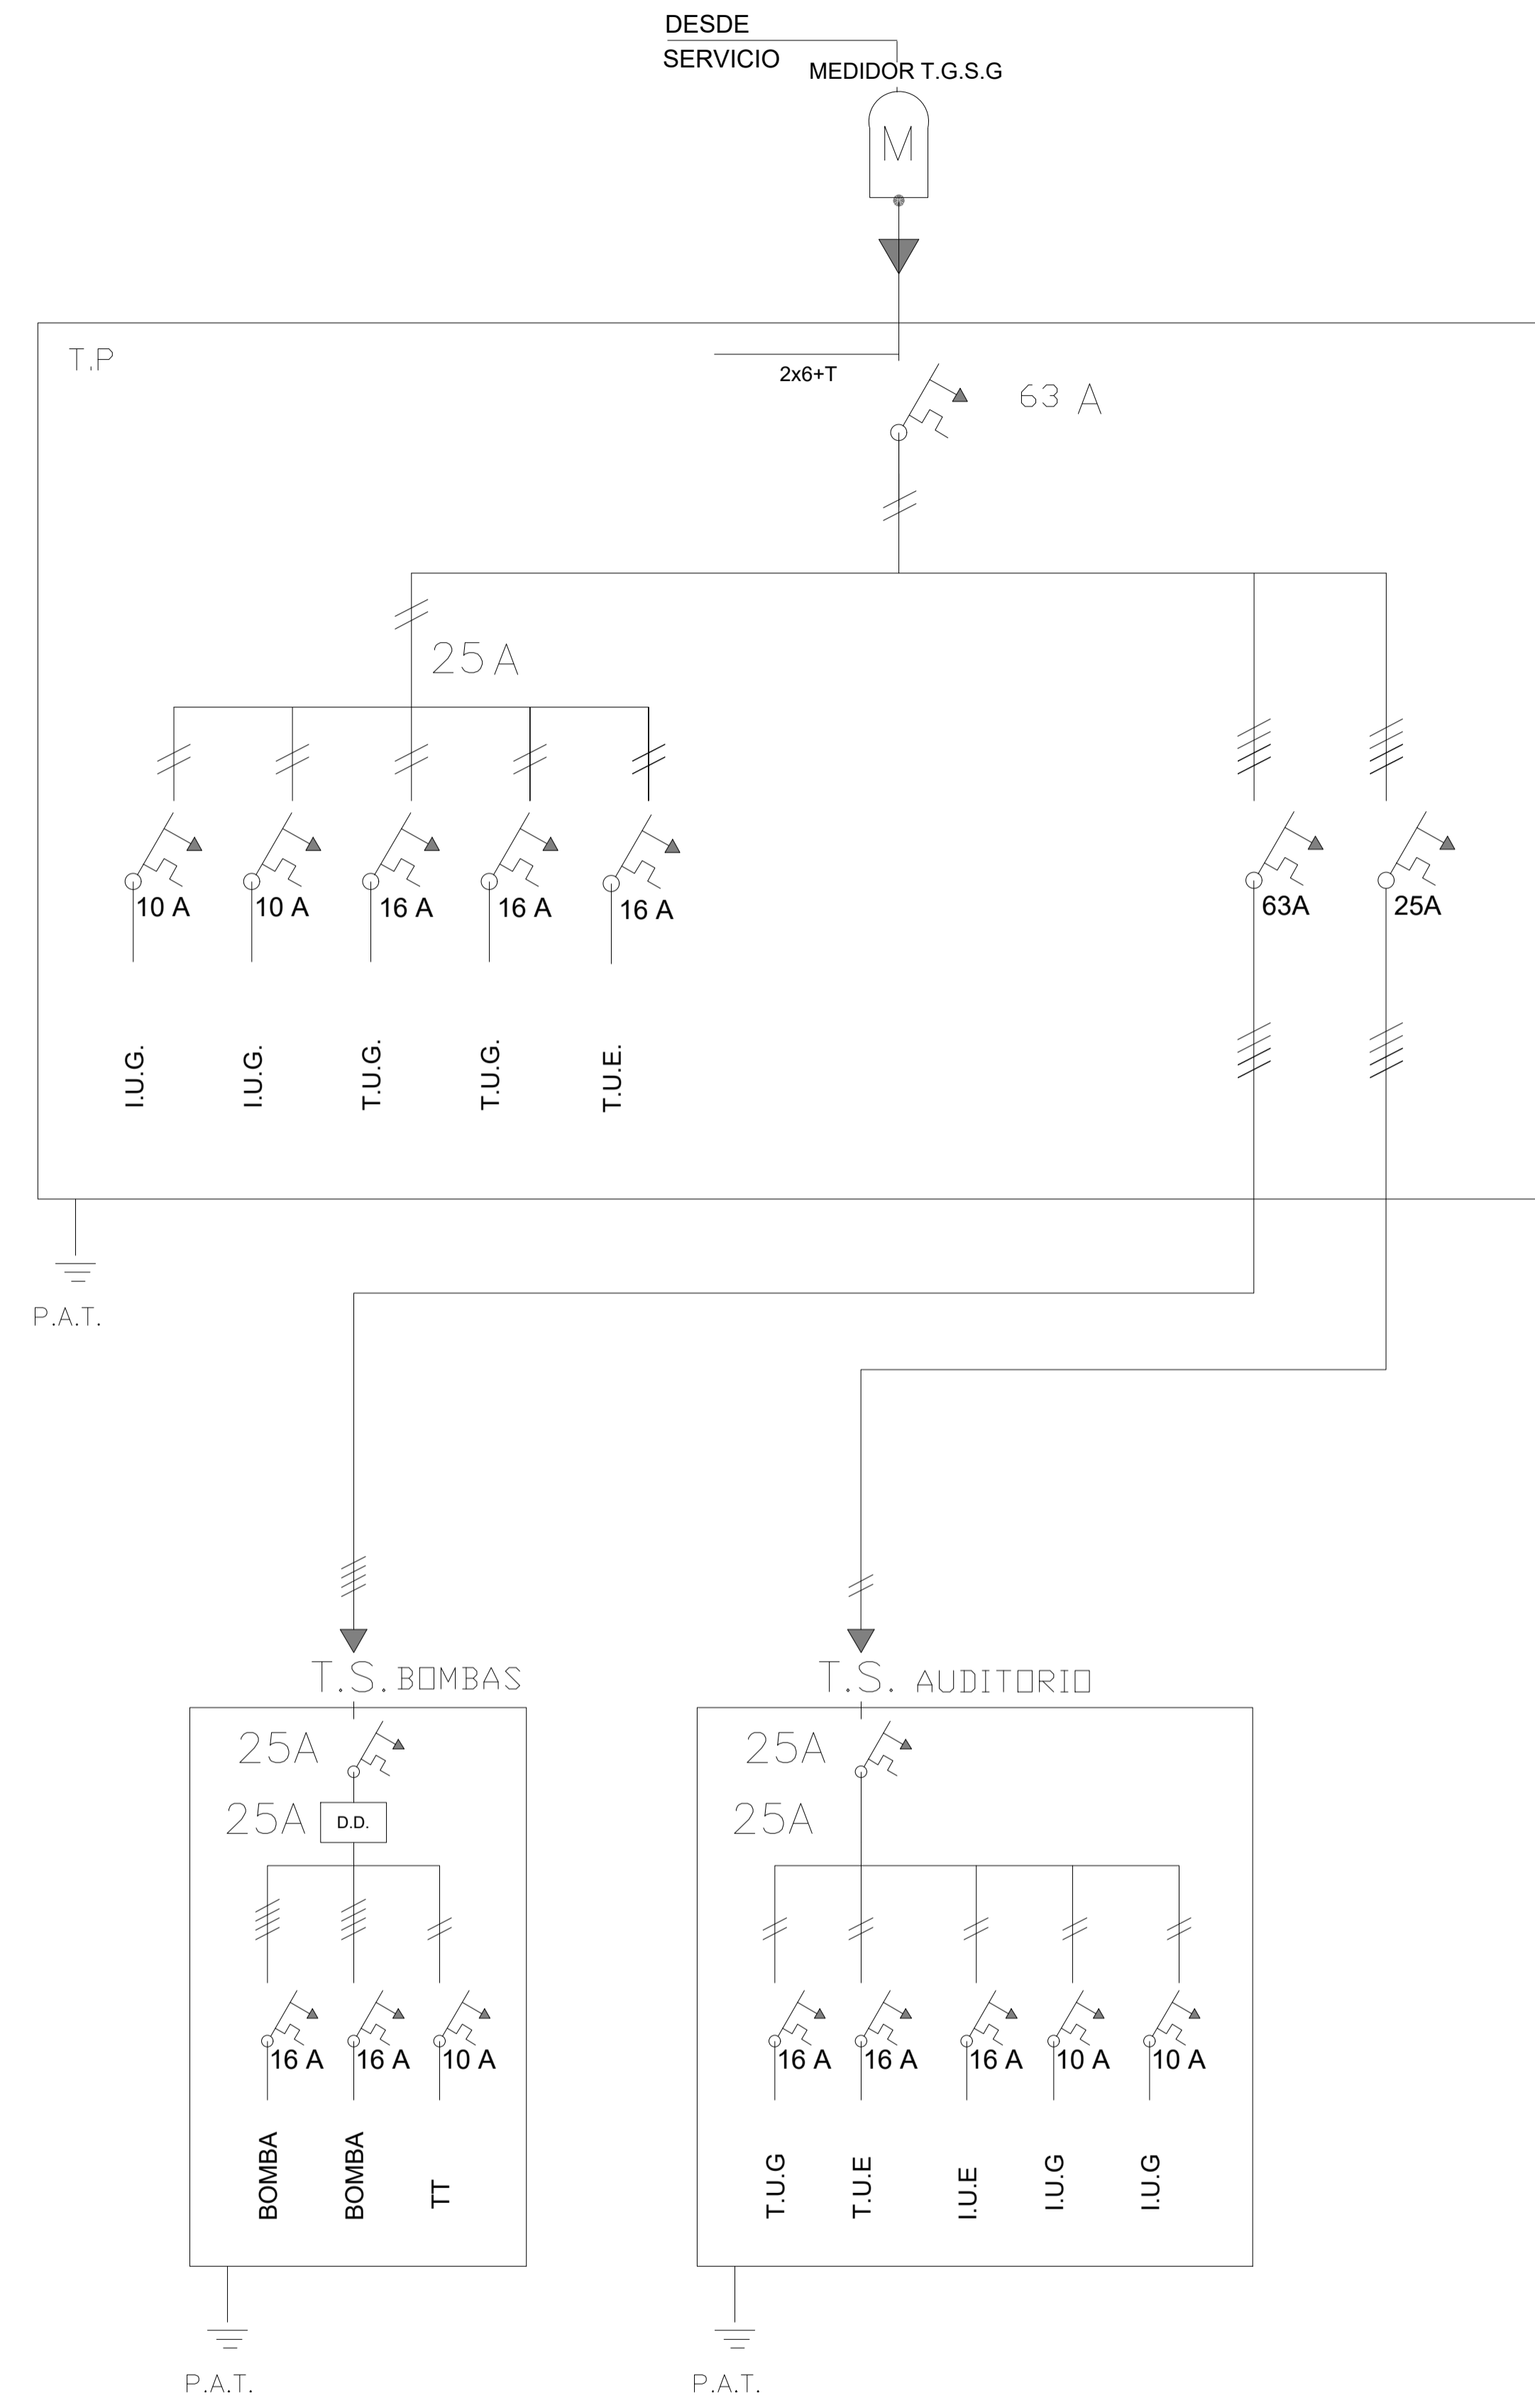 DESDE
SERVICIO
MEDIDOR T.G.S.G
M
T.P
2x6+T
63 A
25A
10 A
10 A
16 A
16 A
16 A
63A
25A
I.U.G.
I.U.G.
T.U.G.
T.U.G.
T.U.E.
P.A.T.
T.S.BOMBAS
T.S. AUDITORIO
25A
25A
25A
D.D.
25A
16 A
16 A
10 A
16 A
16 A
16 A
10 A
10 A
BOMBA
BOMBA
TT
T.U.G
T.U.E
I.U.E
I.U.G
I.U.G
P.A.T.
P.A.T.